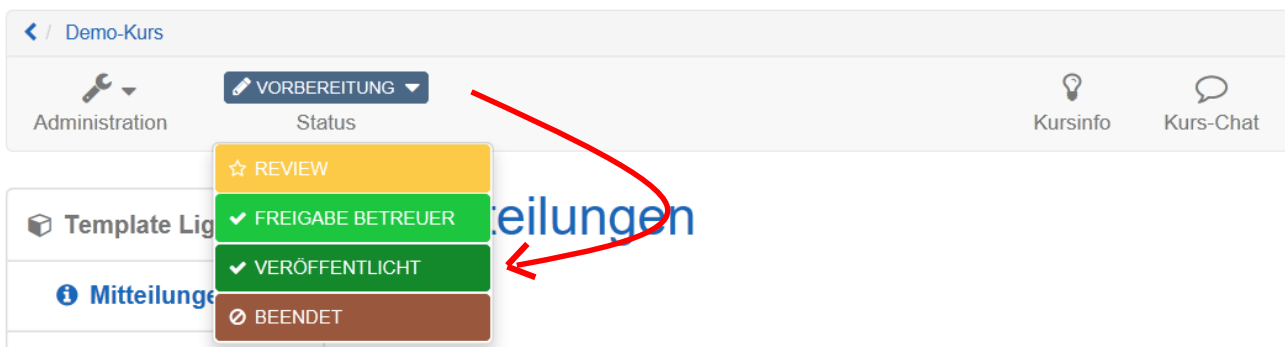 / Demo-Kurs
VORBEREITUNG
Administration Status Kursinfo Kurs-Chat
REVIEW
Template Lig FREIGABE BETREUER teilungen
VERÖFFENTLICHT
Mitteilunge
BEENDET